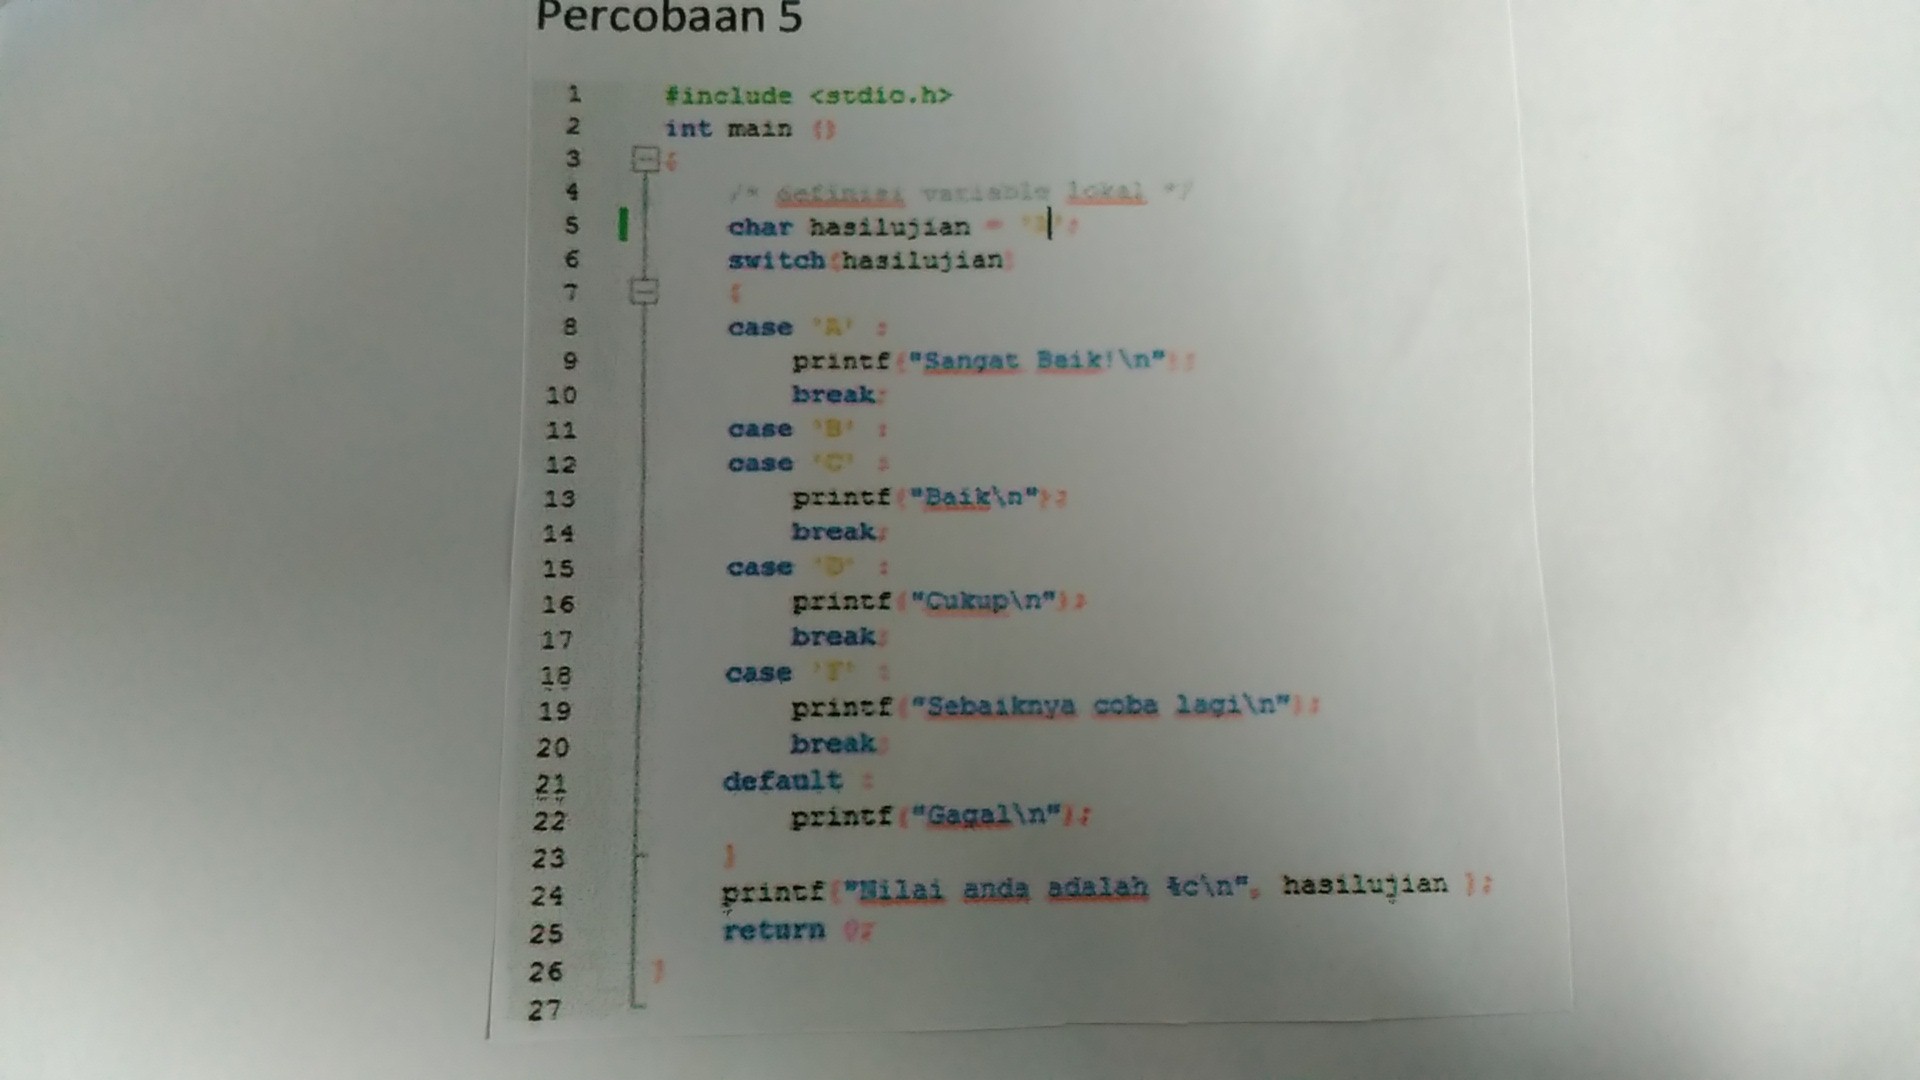 Percobaan 5
1 #include <stdio.h>
2 int main ()
3 {
4 /* definisi variable lokal */
5 char hasilujian = '
6 switch(hasilujian)
7 {
8 case 'A' :
9 printf("Sangat Baik!\n");
10 break;
11 case 'B' :
12 case 'C' :
13 printf("Baik\n");
14 break;
15 case 'D' :
16 printf("Cukup\n");
17 break;
18 case 'F' :
19 printf("Sebaiknya coba lagi\n");
20 break;
21 default :
22 printf("Gagal\n");
23 }
24 printf("Nilai anda adalah %c\n", hasilujian );
25 return 0;
26 }
27